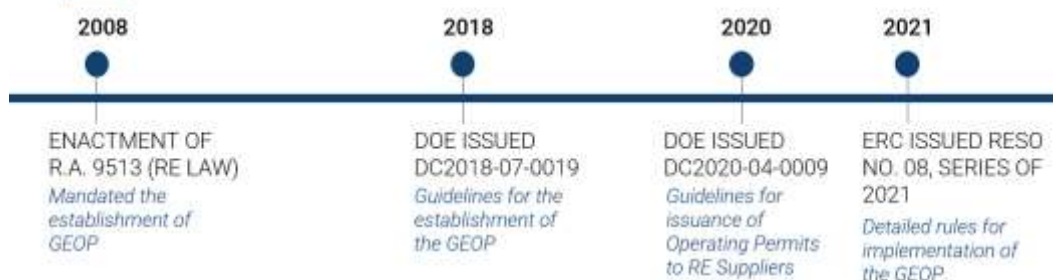 2008
2018
2020
2021
ENACTMENT OF
R.A. 9513 (RE LAW)
Mandated the
establishment of
GEOP
DOE ISSUED
DC2018-07-0019
Guidelines for the
establishment of
the GEOP
DOE ISSUED
DC2020-04-0009
Guidelines for
issuance of
Operating Permits
to RE Suppliers
ERC ISSUED RESO
NO. 08, SERIES OF
2021
Detailed rules for
implementation of
the GEOP.